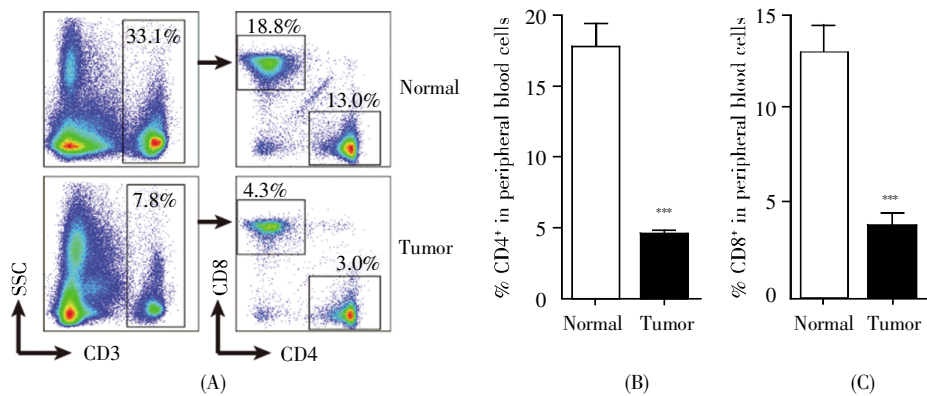 33.1%
18.8%
13.0%
Normal
7.8%
4.3%
3.0%
Tumor
SSC
CD3
CD8
CD4
(A)
% CD4⁺ in peripheral blood cells
20
15
10
5
0
***
Normal Tumor
(B)
% CD8⁺ in peripheral blood cells
15
10
5
0
***
Normal Tumor
(C)